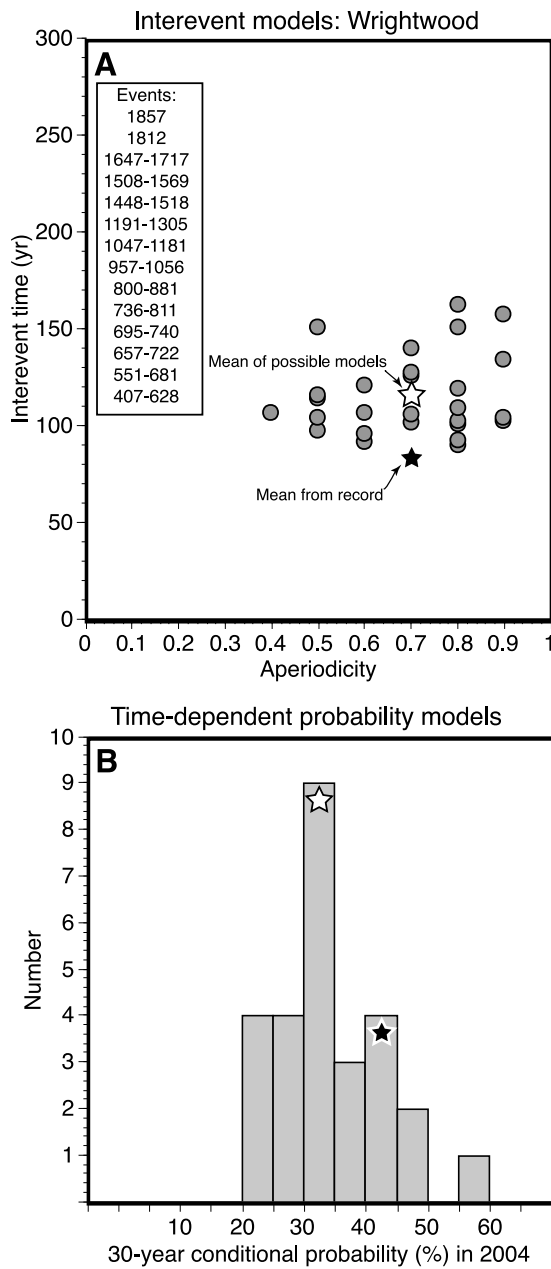 Interevent models: Wrightwood
A
Events:
1857
1812
1647-1717
1508-1569
1448-1518
1191-1305
1047-1181
957-1056
800-881
736-811
695-740
657-722
551-681
407-628
300
250
200
150
100
50
0
Interevent time (yr)
Mean of possible models
Mean from record
0 0.1 0.2 0.3 0.4 0.5 0.6 0.7 0.8 0.9 1
Aperiodicity
Time-dependent probability models
B
10
9
8
7
6
5
4
3
2
1
Number
10 20 30 40 50 60
30-year conditional probability (%) in 2004